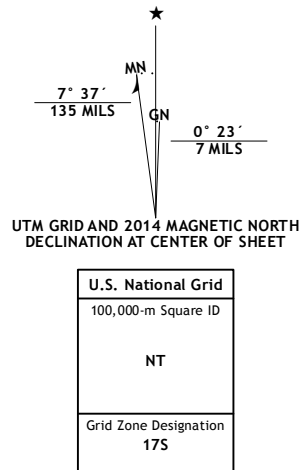 ★
MN
7° 37´
135 MILS
GN
0° 23´
7 MILS
UTM GRID AND 2014 MAGNETIC NORTH
DECLINATION AT CENTER OF SHEET
U.S. National Grid
100,000-m Square ID
NT
Grid Zone Designation
17S